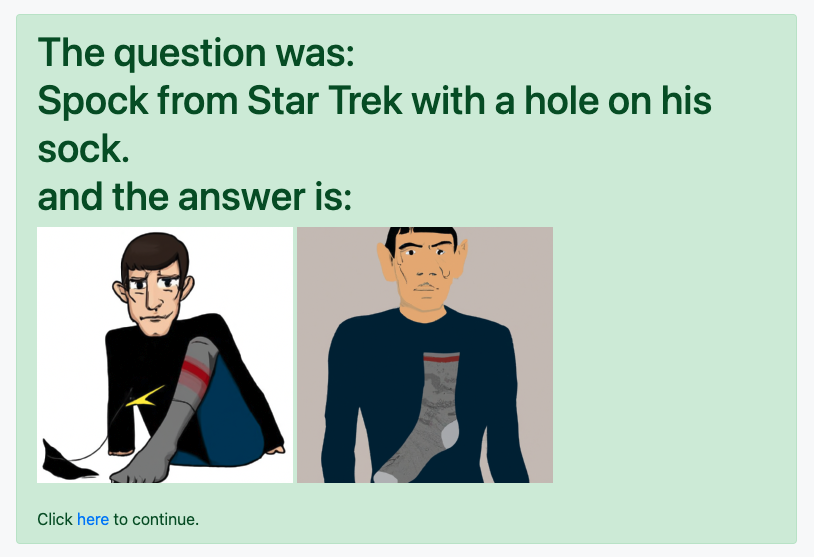 The question was:
Spock from Star Trek with a hole on his
sock.
and the answer is:
Click here to continue.